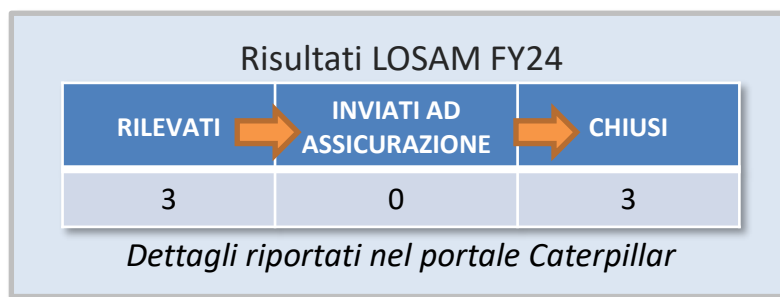 Risultati LOSAM FY24
RILEVATI
INVIATI AD
ASSICURAZIONE
CHIUSI
3 0 3
Dettagli riportati nel portale Caterpillar